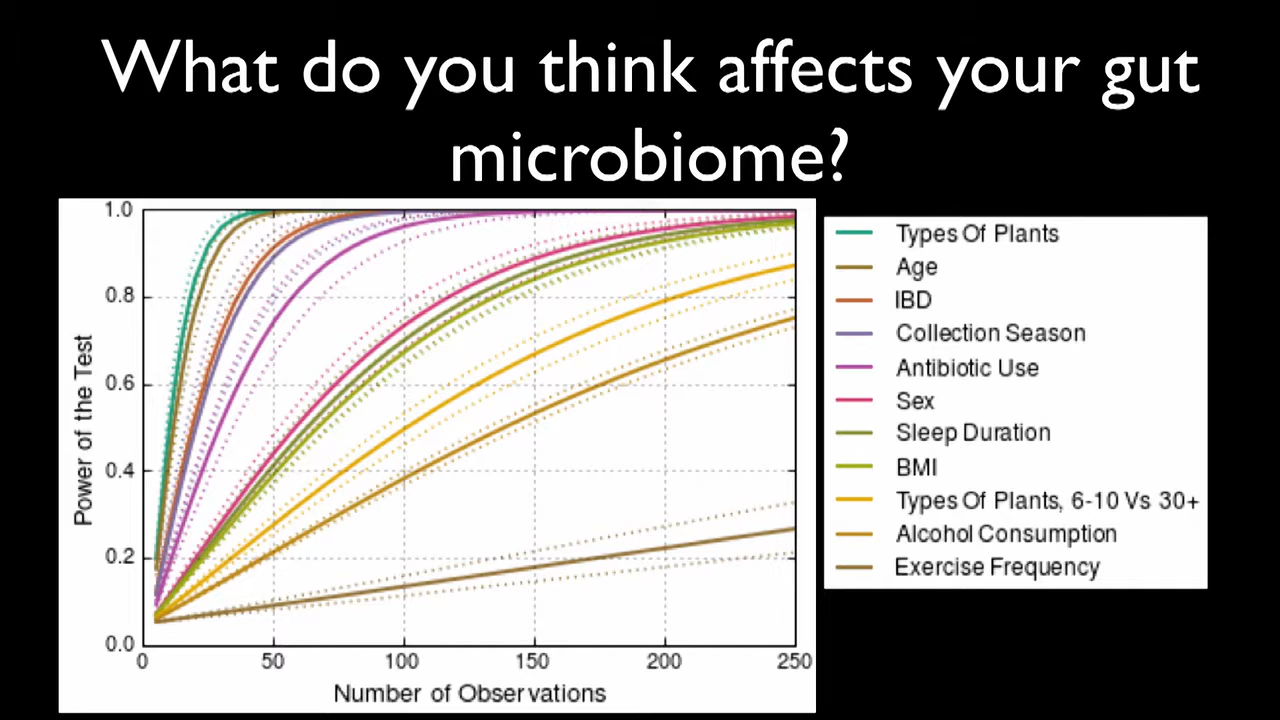 What do you think affects your gut
microbiome?
1.0
0.8
0.6
0.4
0.2
0.0
Power of the Test
0 50 100 150 200 250
Number of Observations
Types Of Plants
Age
IBD
Collection Season
Antibiotic Use
Sex
Sleep Duration
BMI
Types Of Plants, 6-10 Vs 30+
Alcohol Consumption
Exercise Frequency